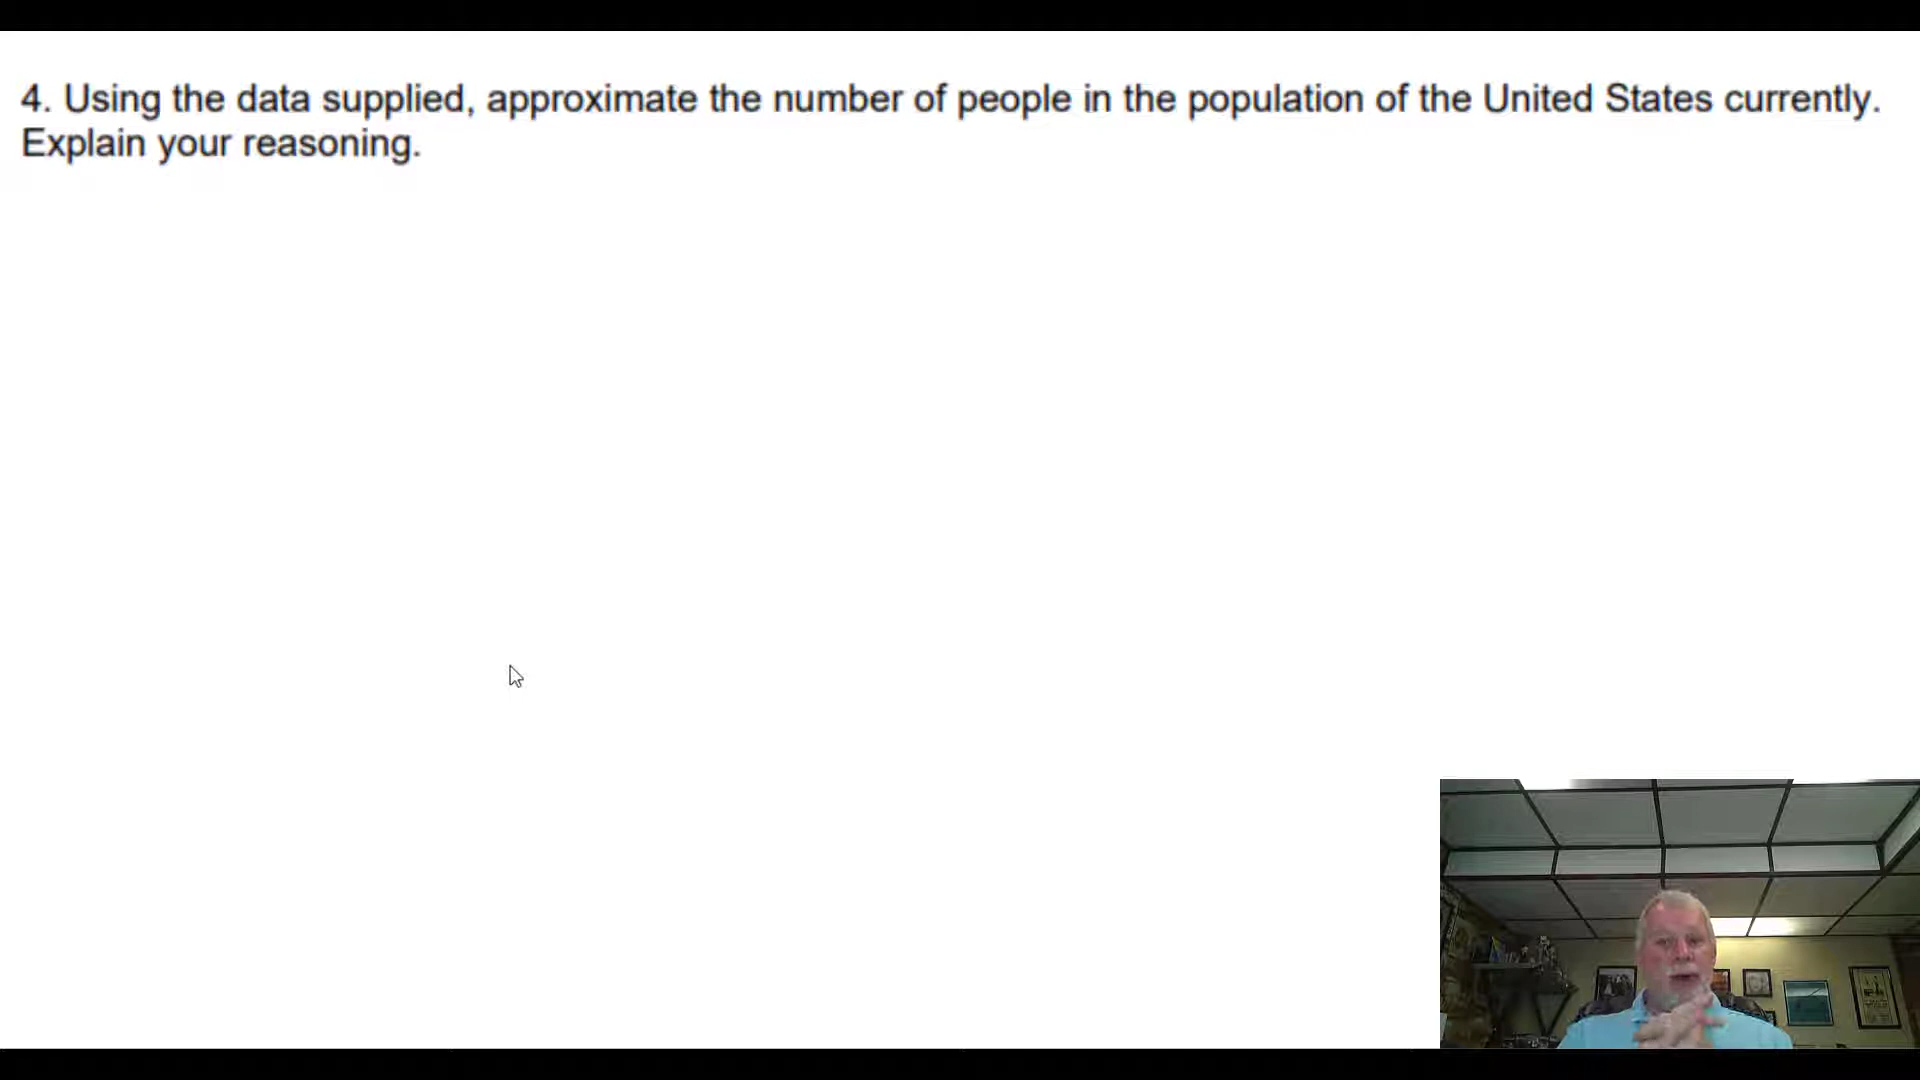 4. Using the data supplied, approximate the number of people in the population of the United States currently.
Explain your reasoning.